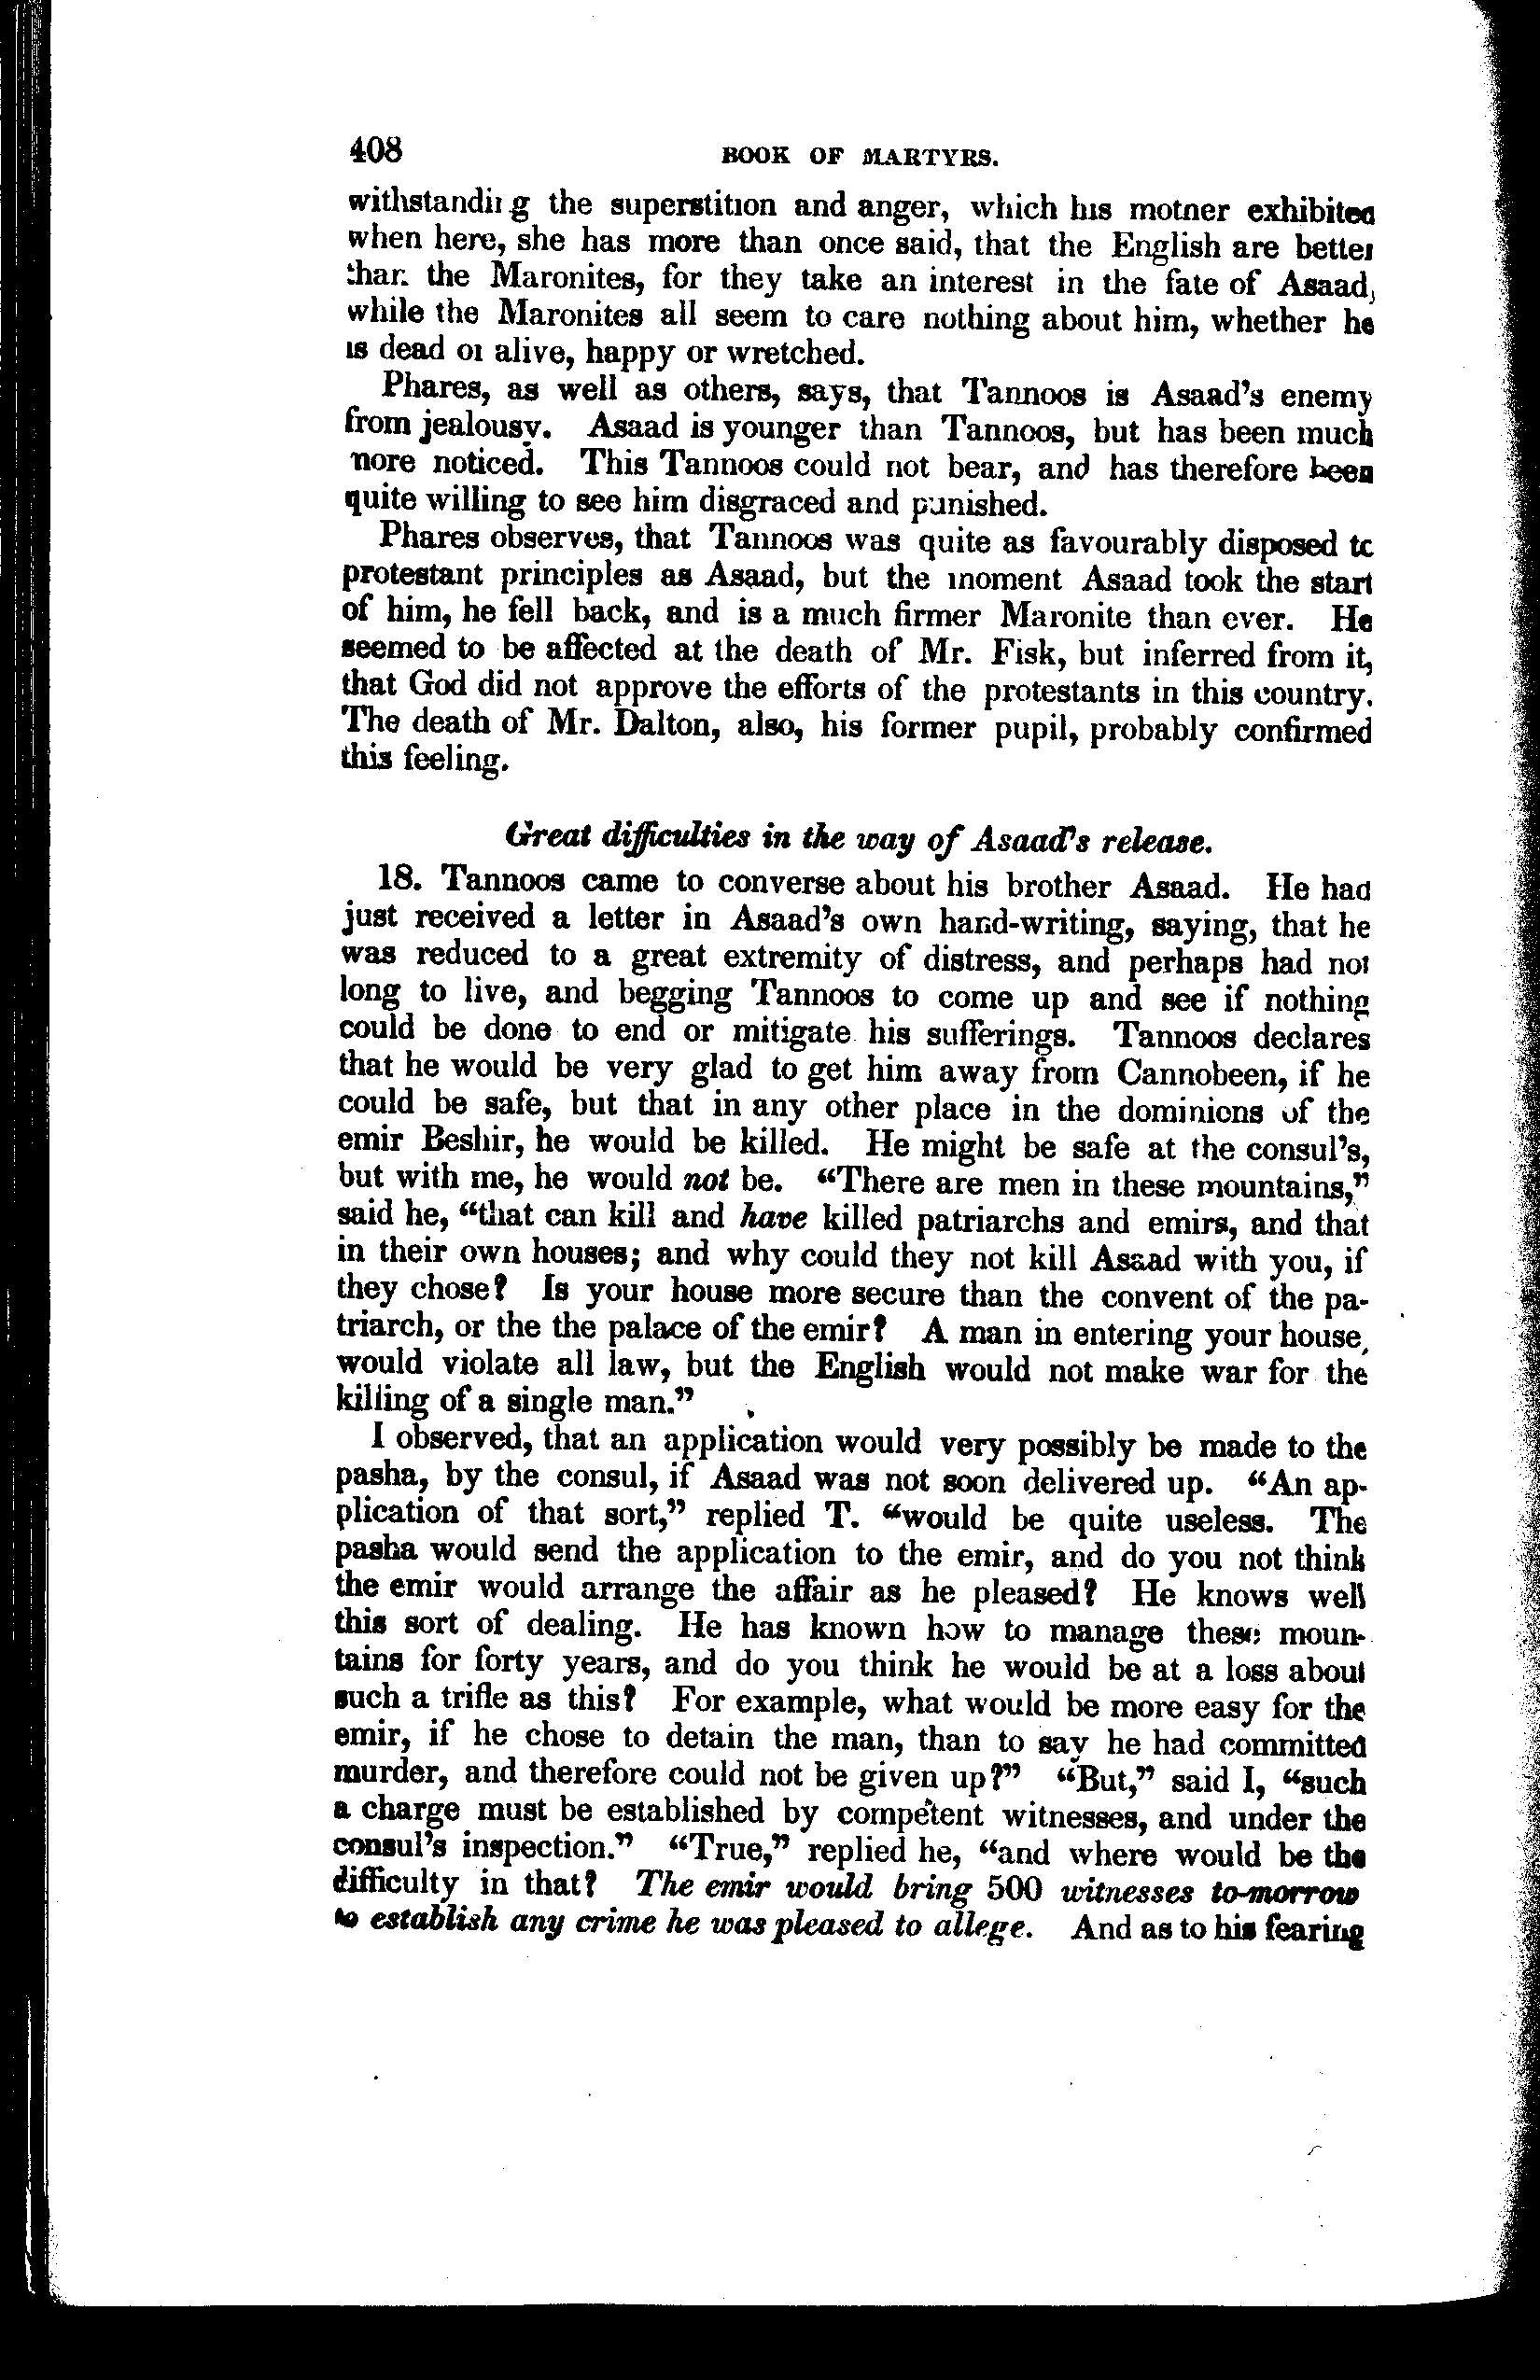 408 BOOK OF MARTYRS.
withstanding the superstition and anger, which his mother exhibited
when here, she has more than once said, that the English are better
than the Maronites, for they take an interest in the fate of Asaad,
while the Maronites all seem to care nothing about him, whether he
is dead or alive, happy or wretched.
Phares, as well as others, says, that Tannoos is Asaad's enemy
from jealousy. Asaad is younger than Tannoos, but has been much
more noticed. This Tannoos could not bear, and has therefore been
quite willing to see him disgraced and punished.
Phares observes, that Tannoos was quite as favourably disposed to
protestant principles as Asaad, but the moment Asaad took the start
of him, he fell back, and is a much firmer Maronite than ever. He
seemed to be affected at the death of Mr. Fisk, but inferred from it,
that God did not approve the efforts of the protestants in this country.
The death of Mr. Dalton, also, his former pupil, probably confirmed
this feeling.
Great difficulties in the way of Asaad's release.
18. Tannoos came to converse about his brother Asaad. He had
just received a letter in Asaad's own hand-writing, saying, that he
was reduced to a great extremity of distress, and perhaps had not
long to live, and begging Tannoos to come up and see if nothing
could be done to end or mitigate his sufferings. Tannoos declares
that he would be very glad to get him away from Cannobeen, if he
could be safe, but that in any other place in the dominions of the
emir Beshir, he would be killed. He might be safe at the consul's,
but with me, he would not be. "There are men in these mountains,"
said he, "that can kill and have killed patriarchs and emirs, and that
in their own houses; and why could they not kill Asaad with you, if
they chose? Is your house more secure than the convent of the pa-
triarch, or the the palace of the emir? A man in entering your house,
would violate all law, but the English would not make war for the
killing of a single man."
I observed, that an application would very possibly be made to the
pasha, by the consul, if Asaad was not soon delivered up. "An ap-
plication of that sort," replied T. "would be quite useless. The
pasha would send the application to the emir, and do you not think
the emir would arrange the affair as he pleased? He knows well
this sort of dealing. He has known how to manage these moun-
tains for forty years, and do you think he would be at a loss about
such a trifle as this? For example, what would be more easy for the
emir, if he chose to detain the man, than to say he had committed
murder, and therefore could not be given up?" "But," said I, "such
a charge must be established by competent witnesses, and under the
consul's inspection." "True," replied he, "and where would be the
difficulty in that? The emir would bring 500 witnesses to-morrow
to establish any crime he was pleased to allege. And as to his fearing